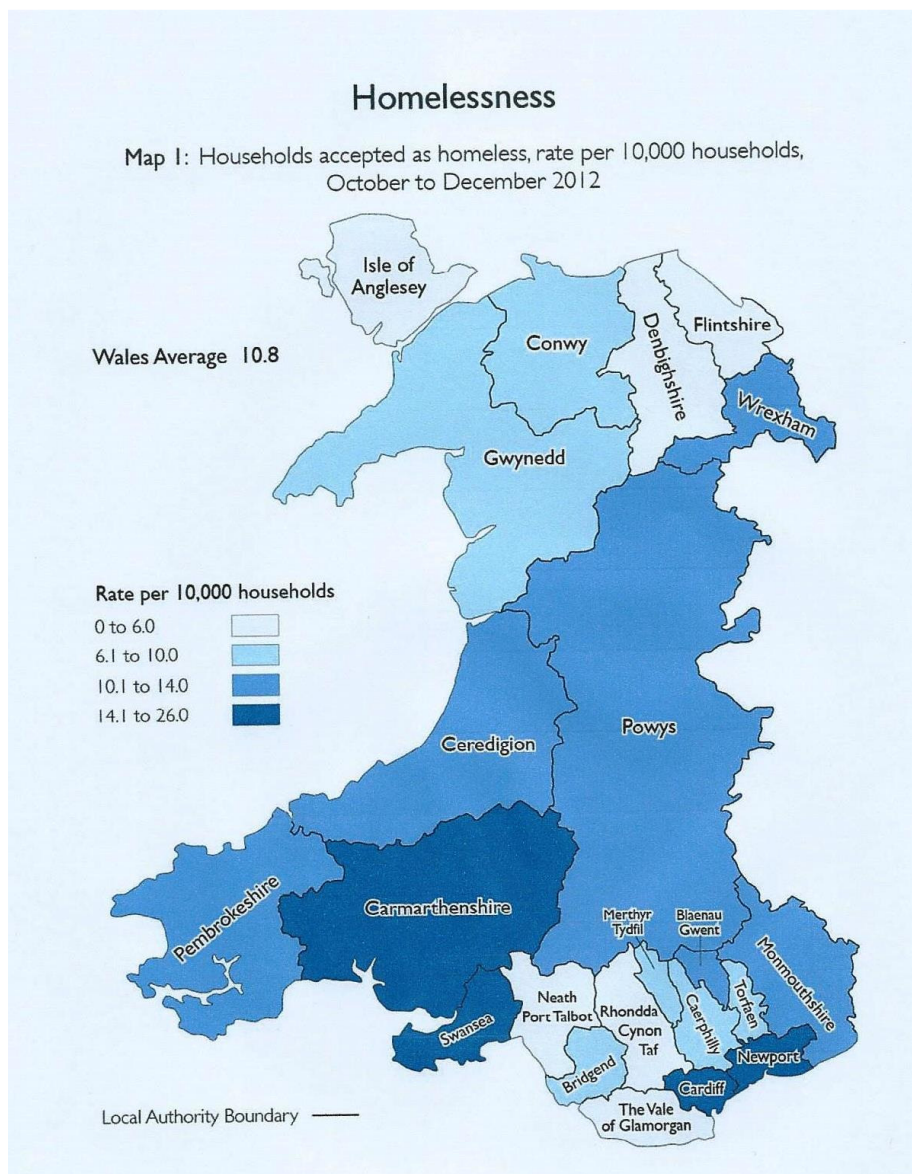 Homelessness
Map 1: Households accepted as homeless, rate per 10,000 households,
October to December 2012
Isle of
Anglesey
Wales Average 10.8
Conwy
Denbighshire
Flintshire
Wrexham
Gwynedd
Rate per 10,000 households
0 to 6.0
6.1 to 10.0
10.1 to 14.0
14.1 to 26.0
Powys
Ceredigion
Carmarthenshire
Pembrokeshire
Merthyr
Tydfil
Blaenau
Gwent
Monmouthshire
Neath
Port Talbot
Rhondda
Cynon
Taf
Caerphilly
Torfaen
Swansea
Newport
Bridgend
Cardiff
The Vale
of Glamorgan
Local Authority Boundary